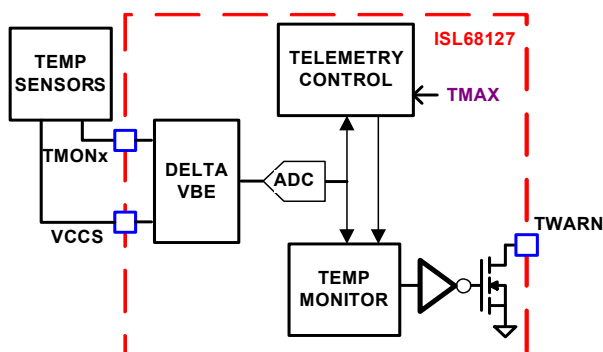 ISL68127
TEMP
SENSORS
TELEMETRY
CONTROL
TMAX
TMONx
DELTA
VBE
ADC
VCCS
TWARN
TEMP
MONITOR